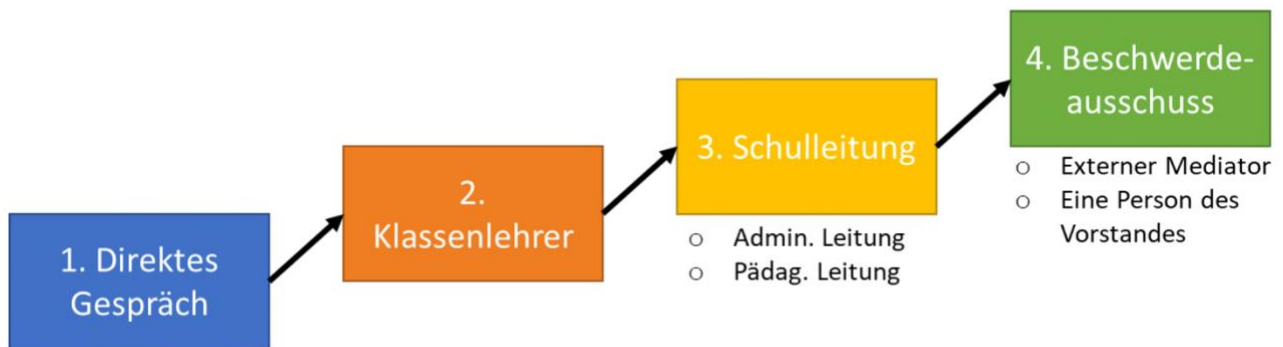 1. Direktes
Gespräch
2.
Klassenlehrer
3. Schulleitung
o Admin. Leitung
o Pädag. Leitung
4. Beschwerde-
ausschuss
o Externer Mediator
o Eine Person des
Vorstandes